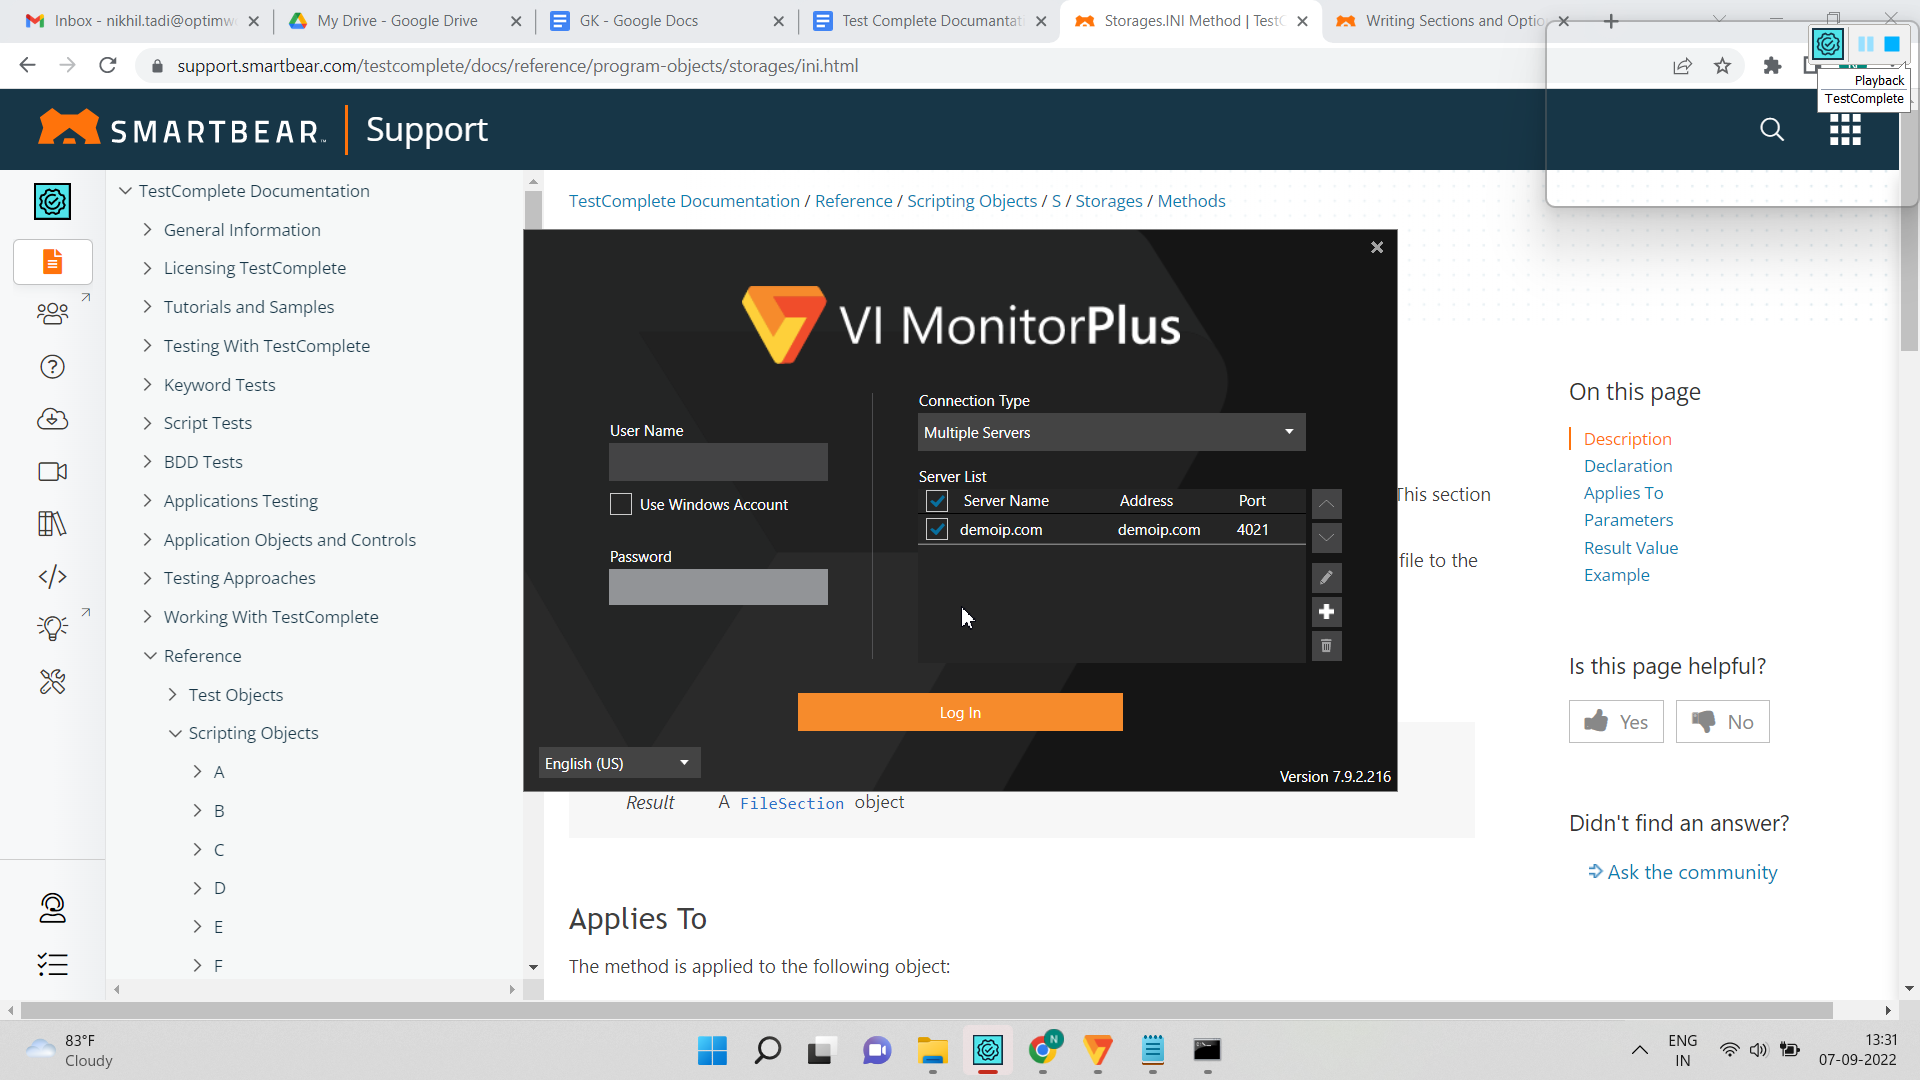 Inbox - nikhil.tadi@optimw
My Drive - Google Drive
GK - Google Docs
Test Complete Documantat
Storages.INI Method | TestC
Writing Sections and Optio
support.smartbear.com/testcomplete/docs/reference/program-objects/storages/ini.html
Playback
TestComplete
SMARTBEAR
Support
TestComplete Documentation
General Information
Licensing TestComplete
Tutorials and Samples
Testing With TestComplete
Keyword Tests
Script Tests
BDD Tests
Applications Testing
Application Objects and Controls
Testing Approaches
Working With TestComplete
Reference
Test Objects
Scripting Objects
A
B
C
D
E
F
TestComplete Documentation / Reference / Scripting Objects / S / Storages / Methods
VI MonitorPlus
User Name
Use Windows Account
Password
Connection Type
Multiple Servers
Server List
Server Name Address Port
demoip.com demoip.com 4021
Log In
English (US)
Version 7.9.2.216
This section
file to the
Result A FileSection object
Applies To
The method is applied to the following object:
On this page
Description
Declaration
Applies To
Parameters
Result Value
Example
Is this page helpful?
Yes No
Didn't find an answer?
Ask the community
83°F
Cloudy
N
ENG
IN
13:31
07-09-2022